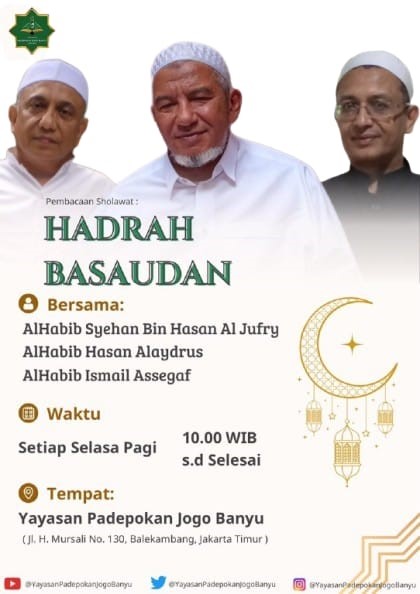 Pembacaan Sholawat :
HADRAH
BASAUDAN
Bersama:
AlHabib Syehan Bin Hasan Al Jufry
AlHabib Hasan Alaydrus
AlHabib Ismail Assegaf
Waktu
Setiap Selasa Pagi
10.00 WIB
s.d Selesai
Tempat:
Yayasan Padepokan Jogo Banyu
( Jl. H. Mursali No. 130, Balekambang, Jakarta Timur )
@YayasanPadepokanJogoBanyu
@YayasanPadepokanJogoBanyu
@YayasanPadepokanJogoBanyu